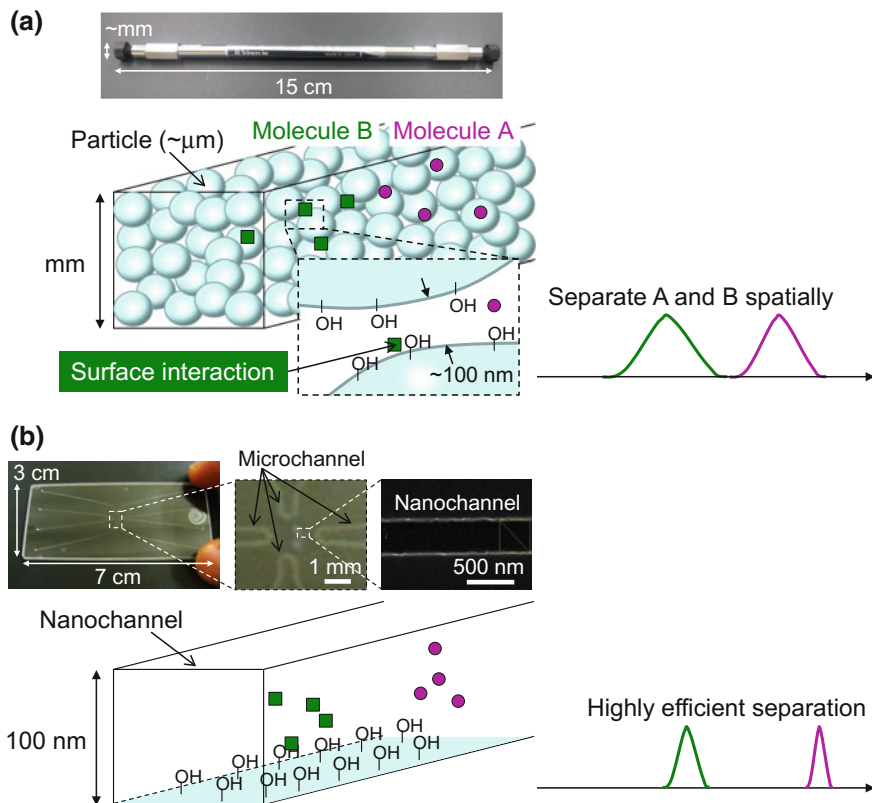 (a)
~mm
15 cm
Molecule B Molecule A
Particle (~μm)
mm
OH
OH
OH
OH
OH
OH
Surface interaction
~100 nm
Separate A and B spatially
(b)
3 cm
7 cm
Microchannel
1 mm
Nanochannel
500 nm
Nanochannel
100 nm
OH
OH
OH
OH
OH
OH
OH
OH
OH
OH
Highly efficient separation